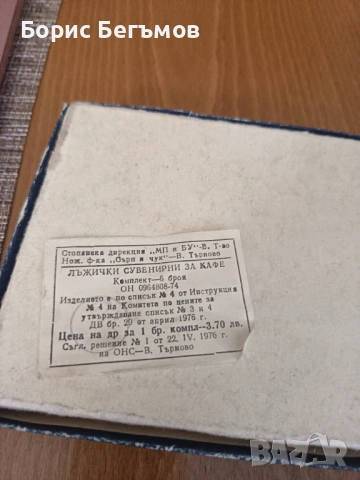 Борис Бегъмов
Стопанска дирекция „МП и БУ"–В. Т-во
Нож. ф-ка „Сърп и чук"—В. Търново
ЛЪЖИЧКИ СУВЕНИРНИ ЗА КАФЕ
Комплект—6 броя
ОН 0964808-74
Изделието е по списък № 4 от Инструкция
№ 4 на Комитета по цените за
утвърждаване списък № 3 и 4
ДВ бр. 29 от април 1976 г.
Цена на др за 1 бр. компл—3.70 лв.
Съгл. решение № 1 от 22. IV. 1976 г.
на ОНС—В. Търново
BAZAR